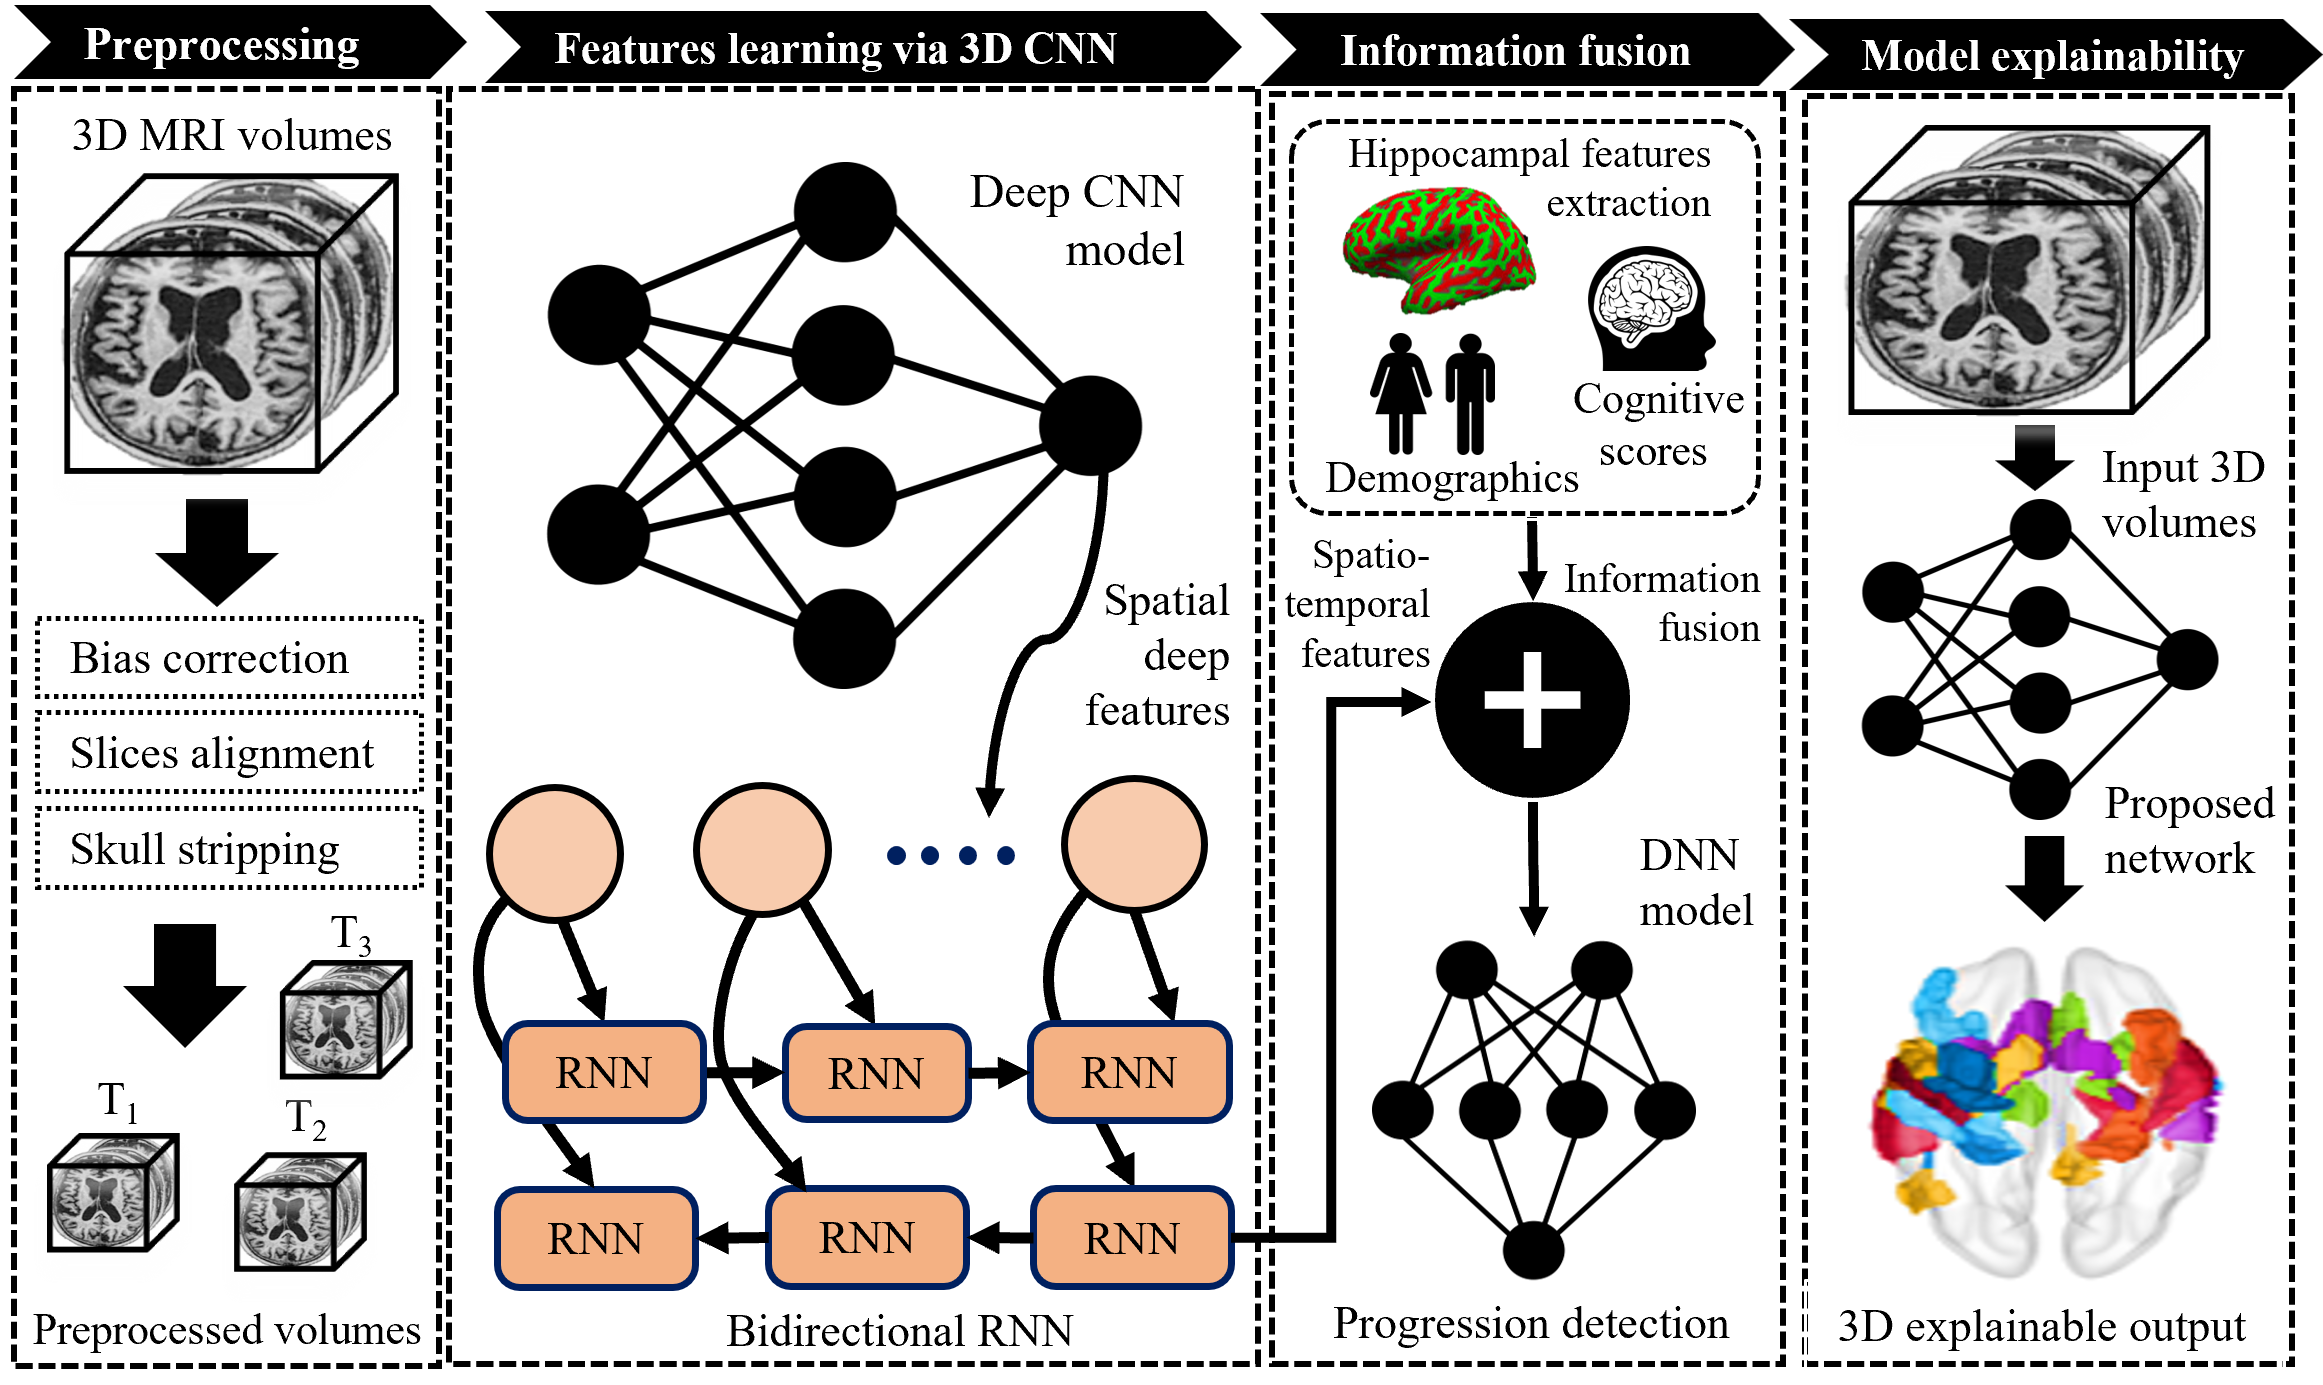 Preprocessing
Features learning via 3D CNN
Information fusion
Model explainability
3D MRI volumes
Bias correction
Slices alignment
Skull stripping
T3
T1
T2
Preprocessed volumes
Deep CNN
model
Spatial
deep
features
RNN
RNN
RNN
RNN
RNN
RNN
Bidirectional RNN
Hippocampal features
extraction
Cognitive
scores
Demographics
Spatio-
temporal
features
Information
fusion
DNN
model
Progression detection
Input 3D
volumes
Proposed
network
3D explainable output